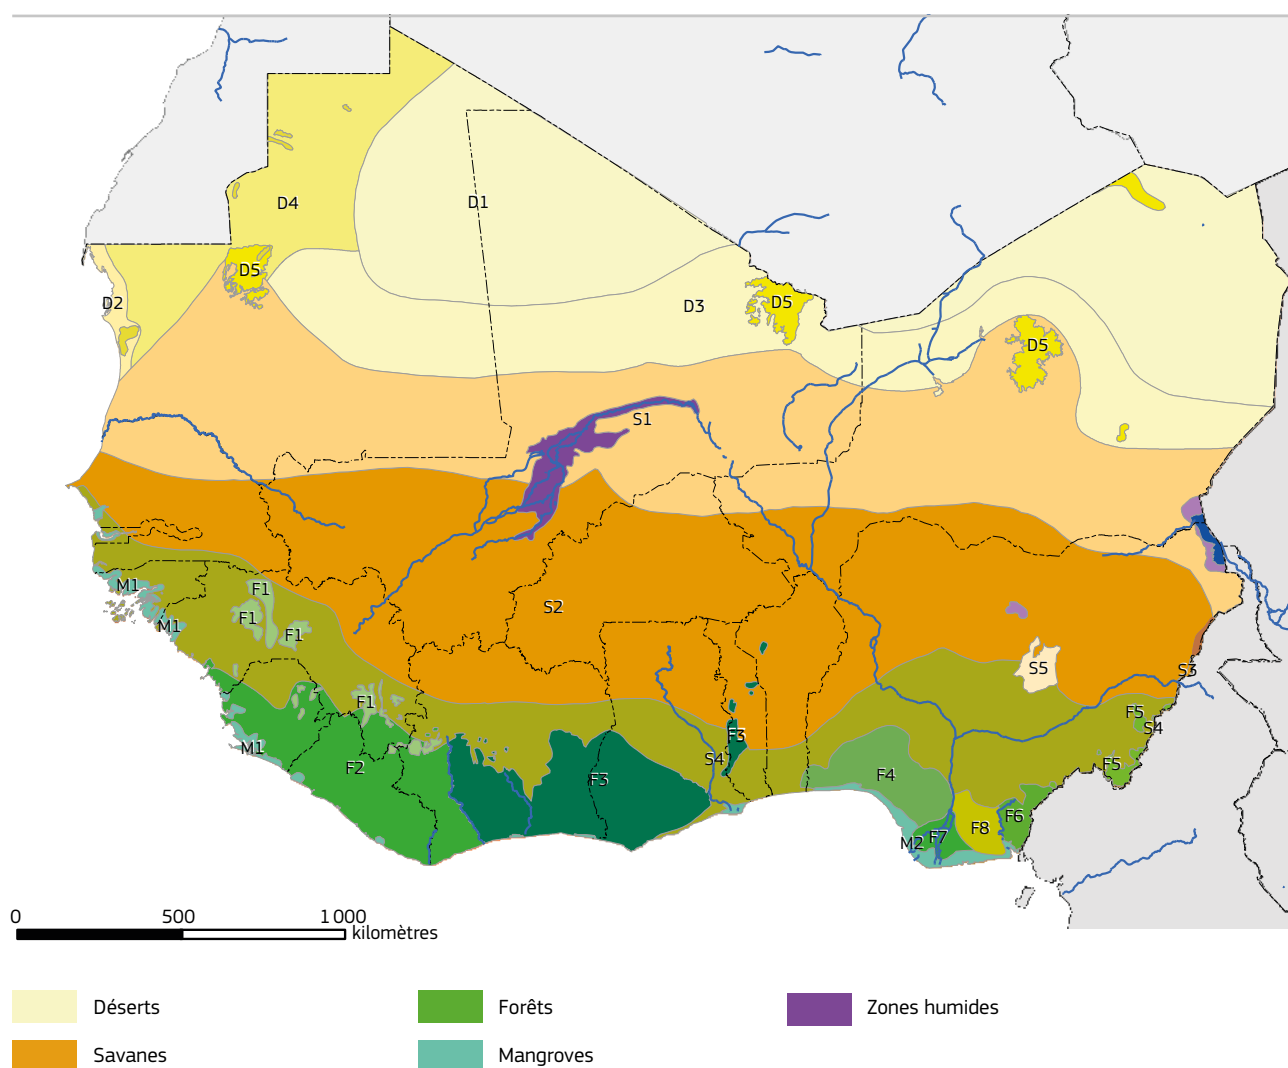 D4
D1
D5
D2
D3
D5
D5
S1
M1
F1
F1
F1
M1
S2
S5
S3
F1
F5
S4
F3
M1
F2
S4
F3
F5
F4
F6
F7
F8
M2
0 500 1 000
kilomètres
Déserts
Forêts
Zones humides
Savanes
Mangroves